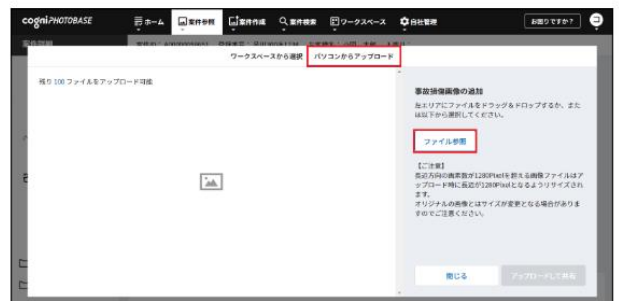 cogni PHOTOBASE
ホーム
案件参照
案件作成
案件検索
ワークスペース
自社管理
お困りですか?
ワークスペースから選択
パソコンからアップロード
残り 100 ファイルをアップロード可能
事故損傷画像の追加
左エリアにファイルをドラッグ&ドロップするか、また
は以下から選択してください。
ファイル参照
【ご注意】
長辺方向の画素数が1280Pixelを超える画像ファイルはア
ップロード時に長辺が1280Pixelとなるようリサイズされ
ます。
オリジナルの画像とはサイズが変更となる場合がありま
すのでご注意ください。
閉じる
アップロードして共有